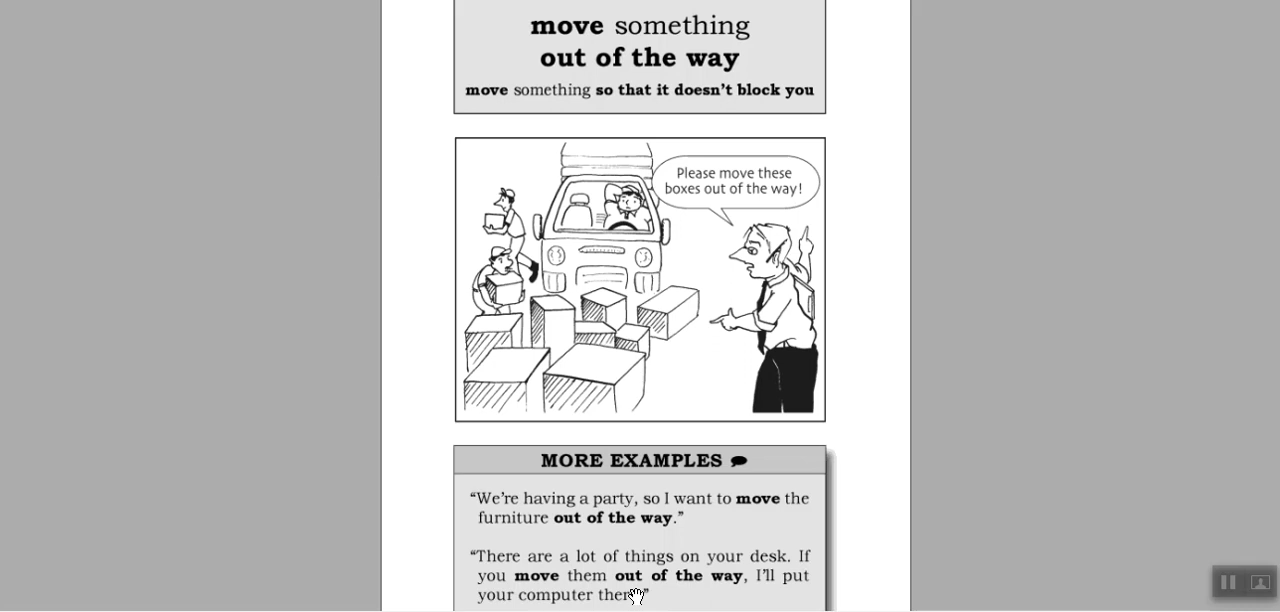 move something
out of the way
move something so that it doesn't block you
Please move these
boxes out of the way!
MORE EXAMPLES
“We're having a party, so I want to move the
furniture out of the way.”
“There are a lot of things on your desk. If
you move them out of the way, I'll put
your computer there.”